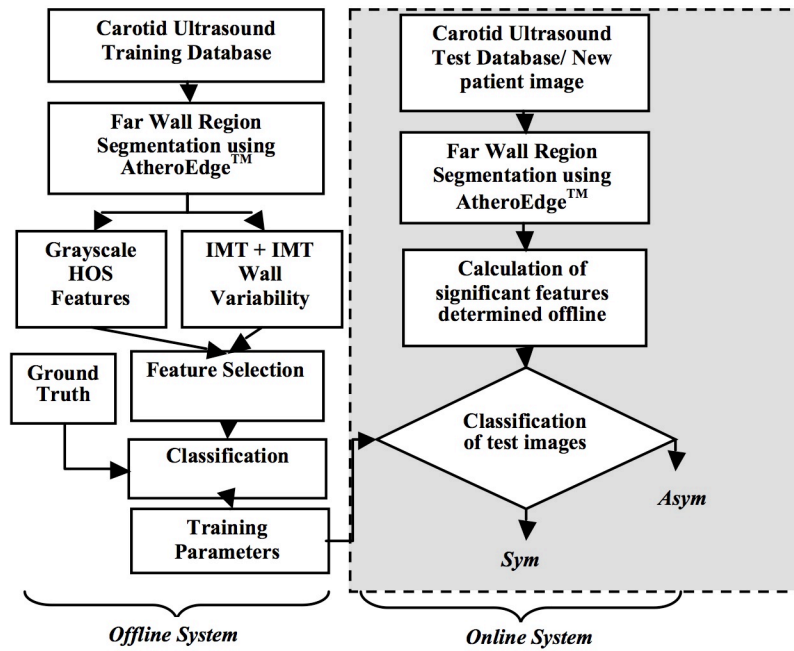 Carotid Ultrasound
Training Database
Far Wall Region
Segmentation using
AtheroEdge™
Grayscale
HOS
Features
IMT + IMT
Wall
Variability
Ground
Truth
Feature Selection
Classification
Training
Parameters
Offline System
Carotid Ultrasound
Test Database/ New
patient image
Far Wall Region
Segmentation using
AtheroEdge™
Calculation of
significant features
determined offline
Classification
of test images
Asym
Sym
Online System